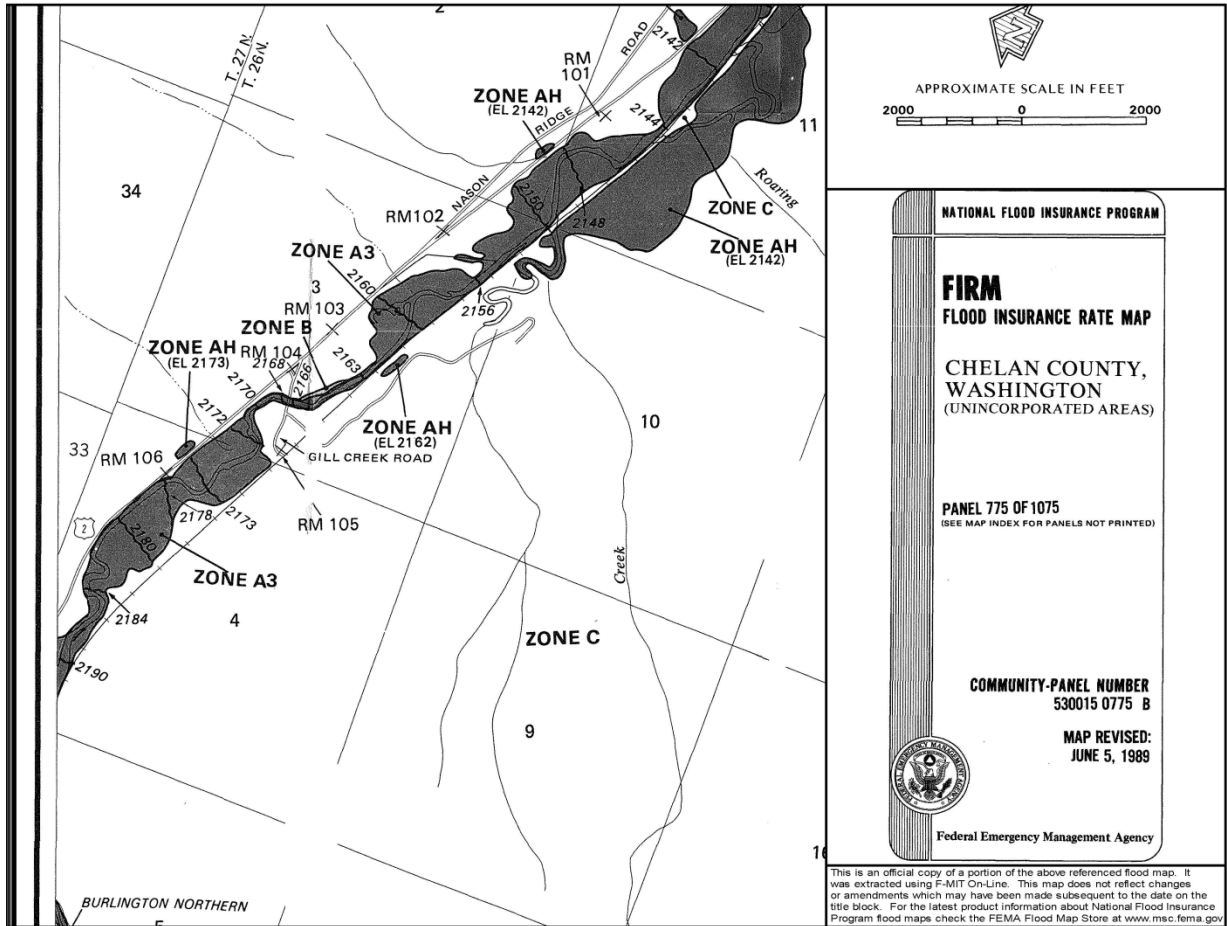 2
T. 27 N.
T. 26 N.
34
33
3
4
9
10
11
2142
ROAD
RM
101
ZONE AH
(EL 2142)
RIDGE
2144
NASON
RM102
2150
2148
Roaring
ZONE C
ZONE AH
(EL 2142)
ZONE A3
2160
RM 103
2156
ZONE B
ZONE AH
(EL 2173)
RM 104
2168
2166
2163
2170
2172
ZONE AH
(EL 2162)
GILL CREEK ROAD
RM 106
RM 105
2
2178
2173
2180
ZONE A3
2184
2190
Creek
ZONE C
BURLINGTON NORTHERN
APPROXIMATE SCALE IN FEET
2000 0 2000
NATIONAL FLOOD INSURANCE PROGRAM
FIRM
FLOOD INSURANCE RATE MAP
CHELAN COUNTY,
WASHINGTON
(UNINCORPORATED AREAS)
PANEL 775 OF 1075
(SEE MAP INDEX FOR PANELS NOT PRINTED)
COMMUNITY-PANEL NUMBER
530015 0775 B
MAP REVISED:
JUNE 5, 1989
FEDERAL EMERGENCY MANAGEMENT AGENCY
Federal Emergency Management Agency
This is an official copy of a portion of the above referenced flood map. It
was extracted using F-MIT On-Line. This map does not reflect changes
or amendments which may have been made subsequent to the date on the
title block. For the latest product information about National Flood Insurance
Program flood maps check the FEMA Flood Map Store at www.msc.fema.gov